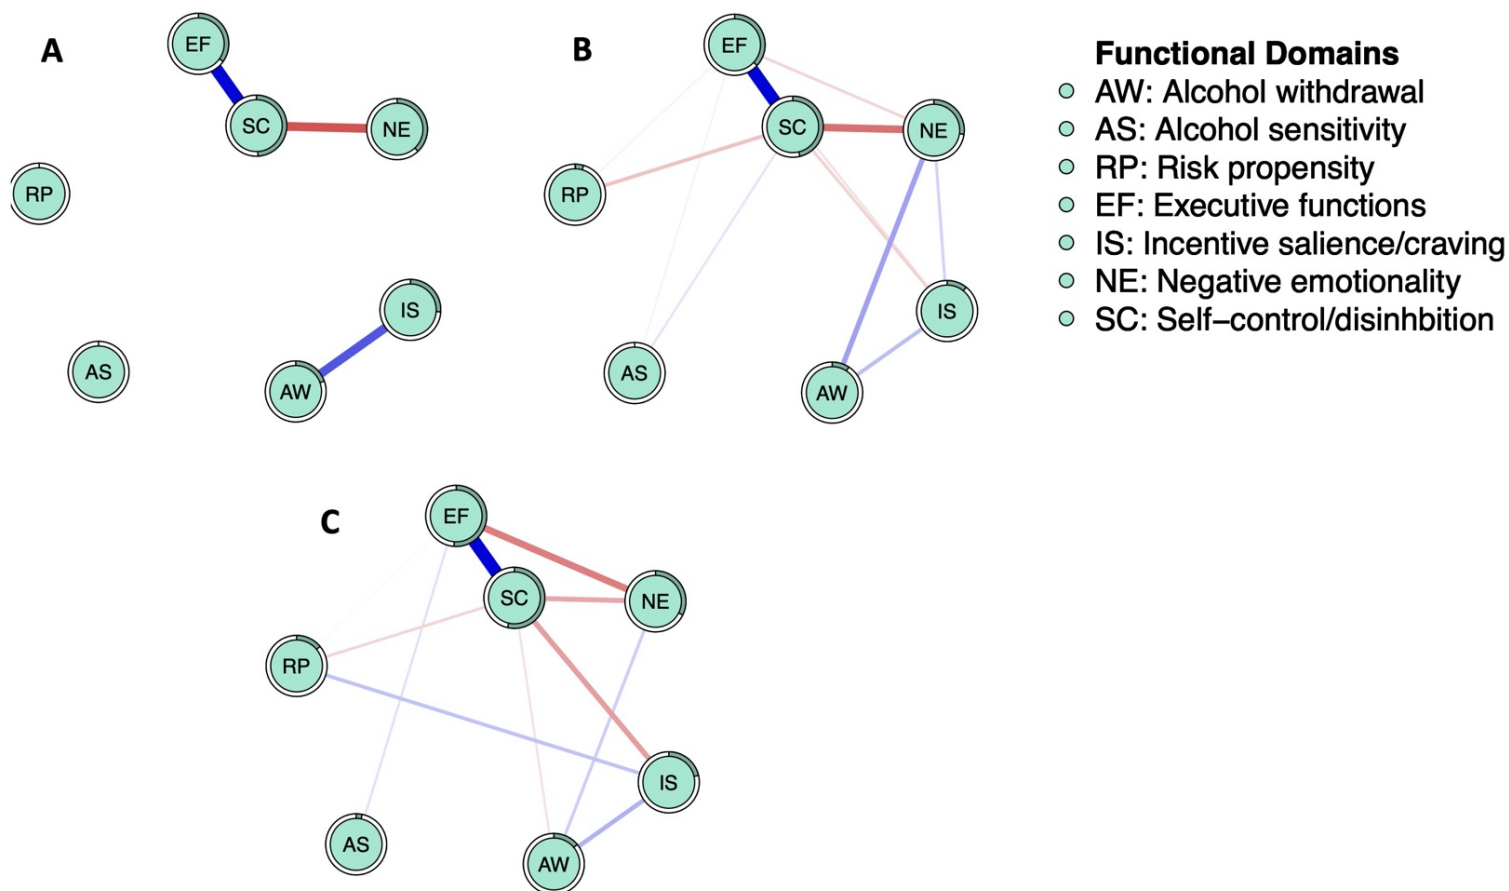 A
EF
SC
NE
RP
IS
AS
AW
B
EF
SC
NE
RP
IS
AS
AW
Functional Domains
AW: Alcohol withdrawal
AS: Alcohol sensitivity
RP: Risk propensity
EF: Executive functions
IS: Incentive salience/craving
NE: Negative emotionality
SC: Self−control/disinhbition
C
EF
SC
NE
RP
IS
AS
AW